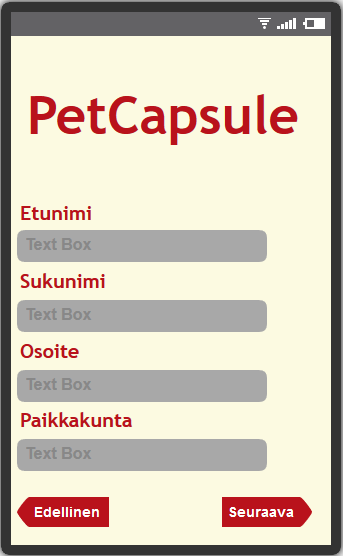 PetCapsule
Etunimi
Text Box
Sukunimi
Text Box
Osoite
Text Box
Paikkakunta
Text Box
Edellinen
Seuraava